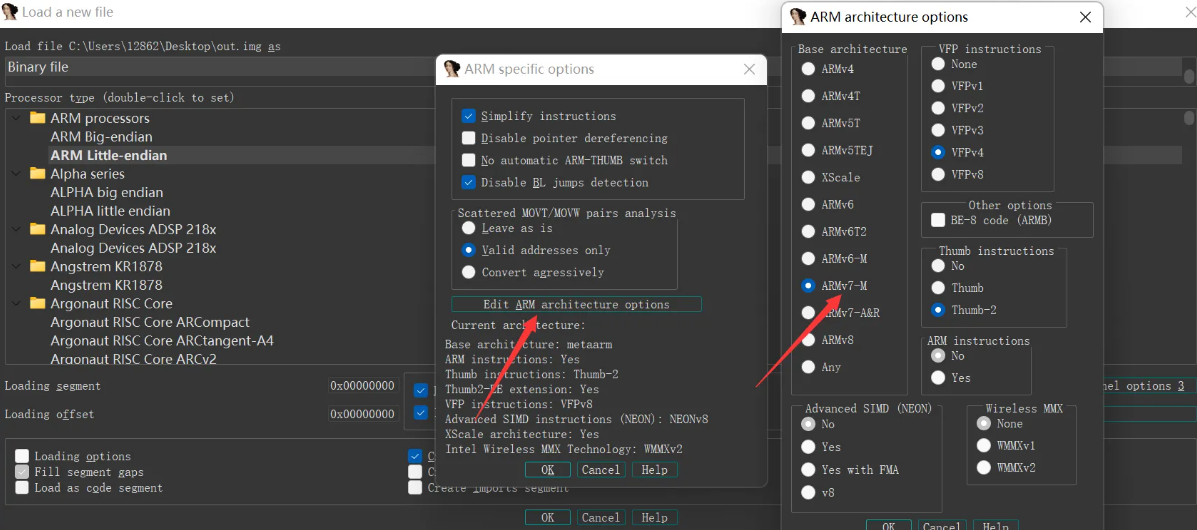 Load a new file
Load file C:\Users\12862\Desktop\out.img as
Binary file
Processor type (double-click to set)
ARM processors
ARM Big-endian
ARM Little-endian
Alpha series
ALPHA big endian
ALPHA little endian
Analog Devices ADSP 218x
Analog Devices ADSP 218x
Angstrem KR1878
Angstrem KR1878
Argonaut RISC Core
Argonaut RISC Core ARCompact
Argonaut RISC Core ARCtangent-A4
Argonaut RISC Core ARCv2
Loading segment
0x00000000
Loading offset
0x00000000
Loading options
Fill segment gaps
Load as code segment
Create imports segment
OK
Cancel
Help
nel options 3
ARM specific options
Simplify instructions
Disable pointer dereferencing
No automatic ARM-THUMB switch
Disable BL jumps detection
Scattered MOVT/MOVW pairs analysis
Leave as is
Valid addresses only
Convert agressively
Edit ARM architecture options
Current architecture:
Base architecture: metaarm
ARM instructions: Yes
Thumb instructions: Thumb-2
Thumb2-EE extension: Yes
VFP instructions: VFPv8
Advanced SIMD instructions (NEON): NEONv8
XScale architecture: Yes
Intel Wireless MMX Technology: WMMXv2
OK
Cancel
Help
ARM architecture options
Base architecture
ARMv4
ARMv4T
ARMv5T
ARMv5TEJ
XScale
ARMv6
ARMv6T2
ARMv6-M
ARMv7-M
ARMv7-A&R
ARMv8
Any
VFP instructions
None
VFPv1
VFPv2
VFPv3
VFPv4
VFPv8
Other options
BE-8 code (ARMB)
Thumb instructions
No
Thumb
Thumb-2
ARM instructions
No
Yes
Advanced SIMD (NEON)
No
Yes
Yes with FMA
v8
Wireless MMX
None
WMMXv1
WMMXv2
OK
Cancel
Help